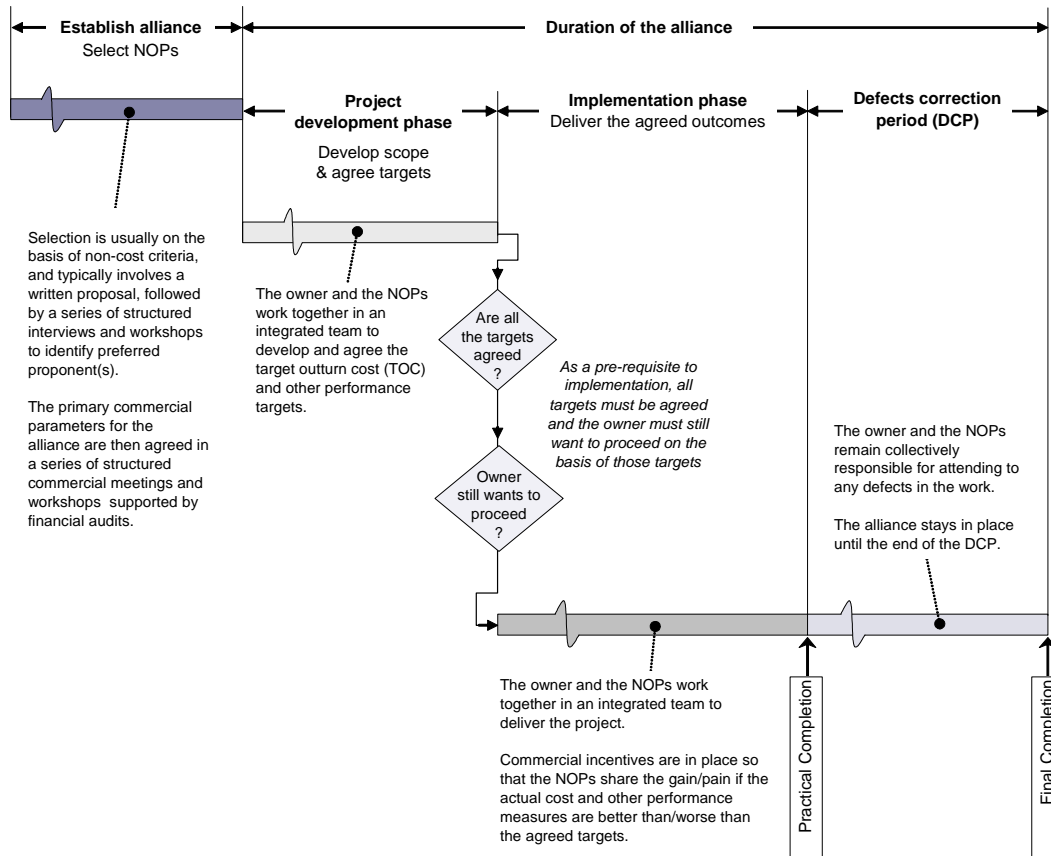 Establish alliance
Select NOPs
Duration of the alliance
Project
development phase
Develop scope
& agree targets
Implementation phase
Deliver the agreed outcomes
Defects correction
period (DCP)
Selection is usually on the
basis of non-cost criteria,
and typically involves a
written proposal, followed
by a series of structured
interviews and workshops
to identify preferred
proponent(s).
The primary commercial
parameters for the
alliance are then agreed in
a series of structured
commercial meetings and
workshops  supported by
financial audits.
The owner and the NOPs
work together in an
integrated team to
develop and agree the
target outturn cost (TOC)
and other performance
targets.
Are all
the targets
agreed
?
As a pre-requisite to
implementation, all
targets must be agreed
and the owner must still
want to proceed on the
basis of those targets
Owner
still wants to
proceed
?
The owner and the NOPs
remain collectively
responsible for attending to
any defects in the work.
The alliance stays in place
until the end of the DCP.
The owner and the NOPs work
together in an integrated team to
deliver the project.
Commercial incentives are in place so
that the NOPs share the gain/pain if the
actual cost and other performance
measures are better than/worse than
the agreed targets.
Practical Completion
Final Completion